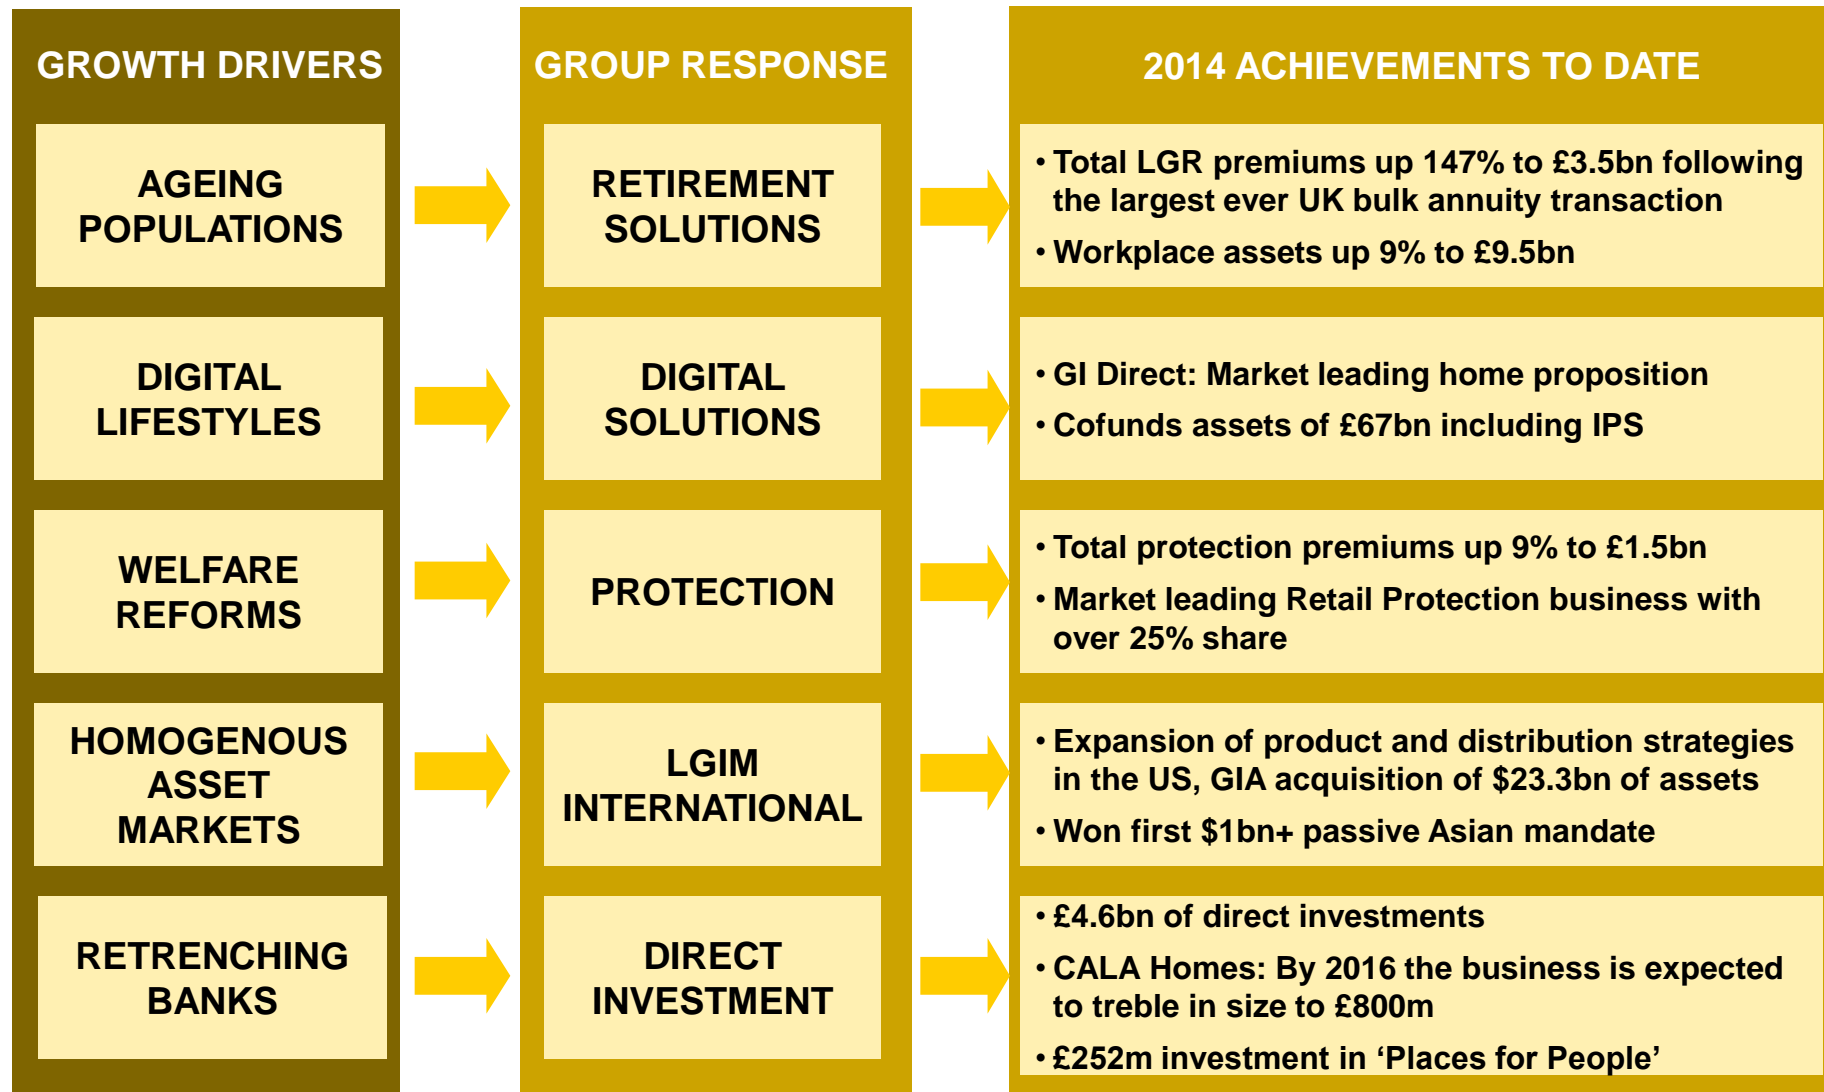 GROWTH DRIVERS
GROUP RESPONSE
2014 ACHIEVEMENTS TO DATE
AGEING
POPULATIONS
RETIREMENT
SOLUTIONS
• Total LGR premiums up 147% to £3.5bn following
the largest ever UK bulk annuity transaction
• Workplace assets up 9% to £9.5bn
DIGITAL
LIFESTYLES
DIGITAL
SOLUTIONS
• GI Direct: Market leading home proposition
• Cofunds assets of £67bn including IPS
WELFARE
REFORMS
PROTECTION
• Total protection premiums up 9% to £1.5bn
• Market leading Retail Protection business with
over 25% share
HOMOGENOUS
ASSET
MARKETS
LGIM
INTERNATIONAL
• Expansion of product and distribution strategies
in the US, GIA acquisition of $23.3bn of assets
• Won first $1bn+ passive Asian mandate
RETRENCHING
BANKS
DIRECT
INVESTMENT
• £4.6bn of direct investments
• CALA Homes: By 2016 the business is expected
to treble in size to £800m
• £252m investment in ‘Places for People’